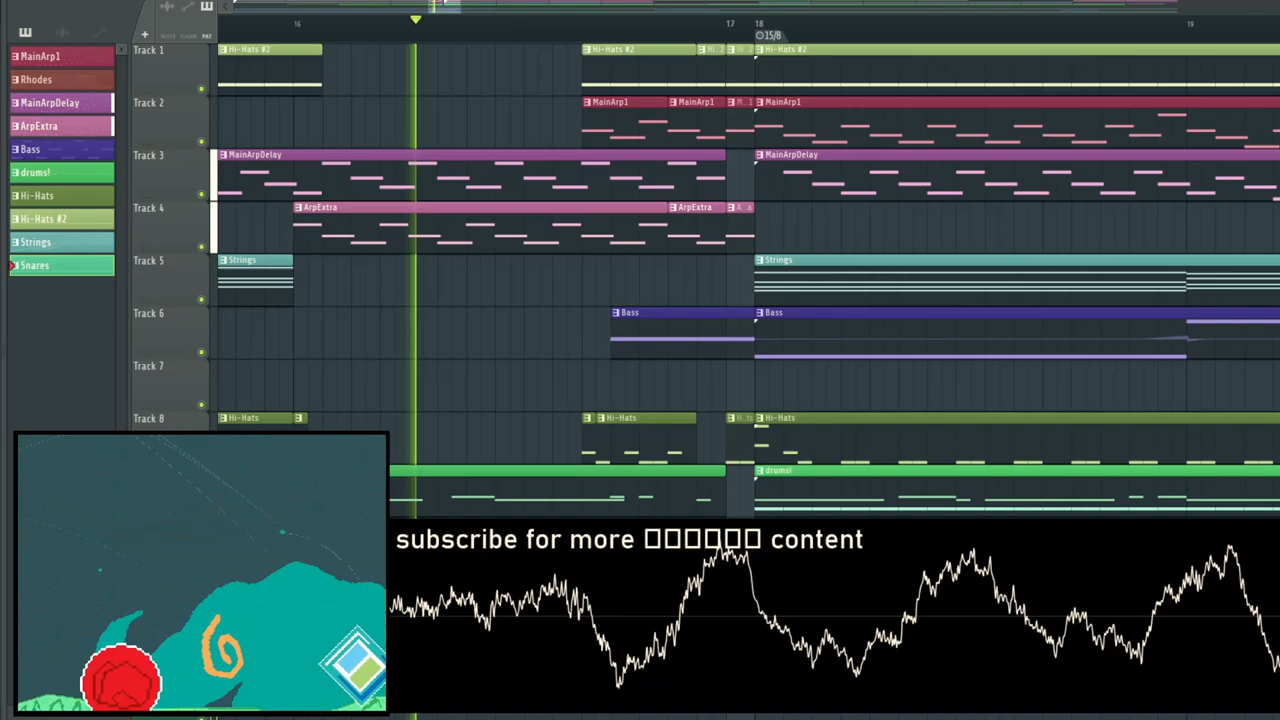 16 17 18 19
15/8
MainArp1
Rhodes
MainArpDelay
ArpExtra
Bass
drums!
Hi-Hats
Hi-Hats #2
Strings
Snares
Track 1 Hi-Hats #2 Hi-Hats #2 Hi-Hats #2
Track 2 MainArp1 MainArp1 MainArp1
Track 3 MainArpDelay MainArpDelay
Track 4 ArpExtra ArpExtra
Track 5 Strings Strings
Track 6 Bass Bass
Track 7
Track 8 Hi-Hats Hi-Hats Hi-Hats
drums!
subscribe for more □□□□□□ content